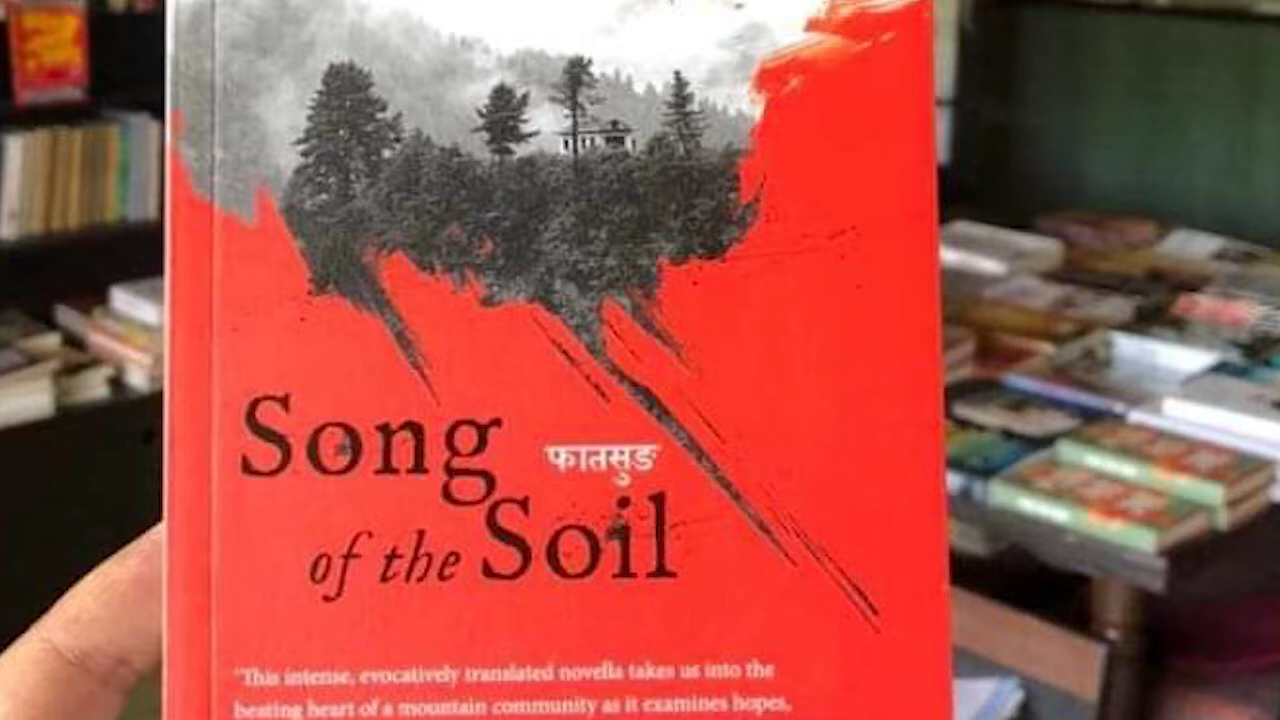 Song
फातसुङ
of the Soil
"This intense, evocatively translated novella takes us into the
beating heart of a mountain community as it examines hopes,